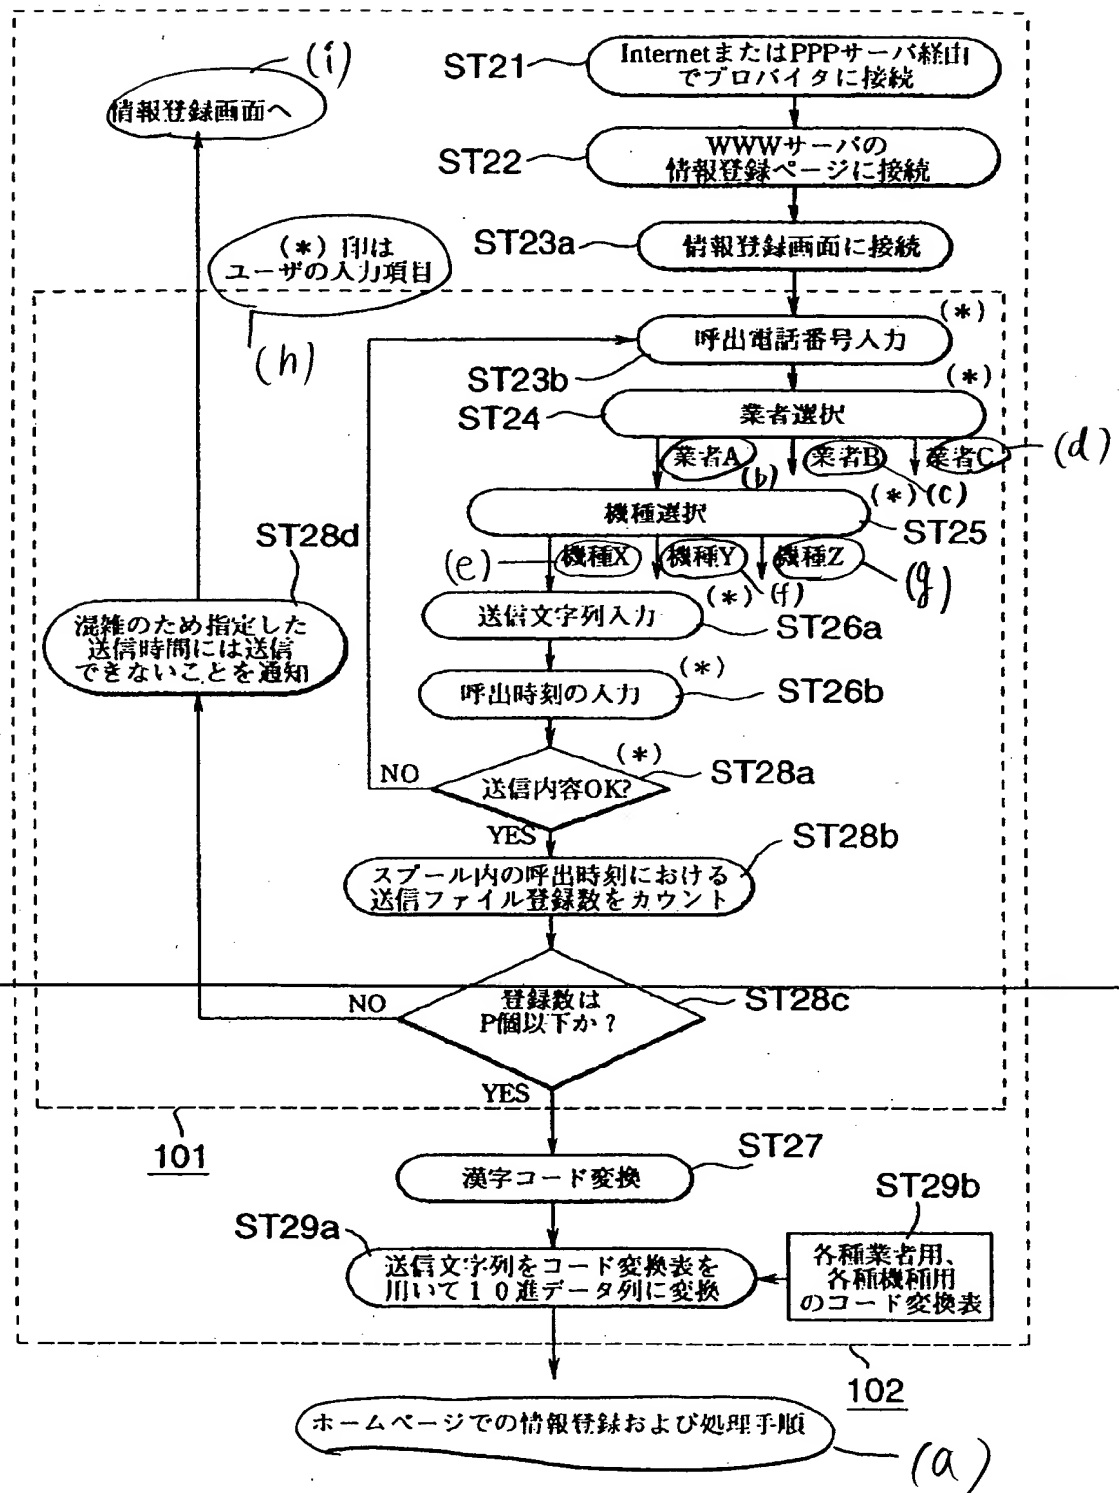 (i)
情報登録画面へ
ST21
InternetまたはPPPサーバ経由
でプロバイタに接続
ST22
WWWサーバの
情報登録ページに接続
ST23a
情報登録画面に接続
(*) 印は
ユーザの入力項目
(h)
(*)
呼出電話番号入力
ST23b
(*)
ST24
業者選択
業者A
(b)
業者B
(c)
業者C
(d)
(*)
機種選択
ST25
(e)
機種X
機種Y
(f)
機種Z
(g)
(*)
送信文字列入力
ST26a
(*)
呼出時刻の入力
ST26b
ST28d
混雑のため指定した
送信時間には送信
できないことを通知
(*)
NO
送信内容OK?
ST28a
YES
ST28b
スプール内の呼出時刻における
送信ファイル登録数をカウント
NO
登録数は
P個以下か?
ST28c
YES
101
ST27
漢字コード変換
ST29a
送信文字列をコード変換表を
用いて10進データ列に変換
ST29b
各種業者用、
各種機種用
のコード変換表
102
ホームページでの情報登録および処理手順
(a)